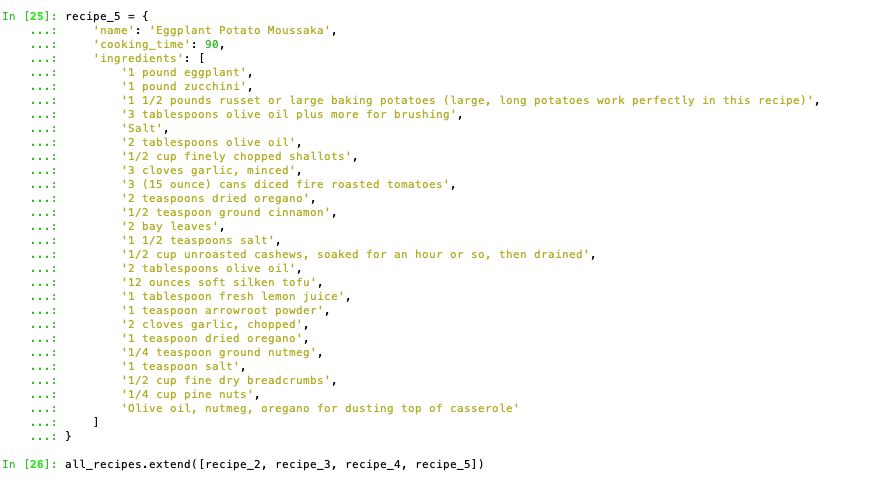 In [25]: recipe_5 = {
    ...:     'name': 'Eggplant Potato Moussaka',
    ...:     'cooking_time': 90,
    ...:     'ingredients': [
    ...:         '1 pound eggplant',
    ...:         '1 pound zucchini',
    ...:         '1 1/2 pounds russet or large baking potatoes (large, long potatoes work perfectly in this recipe)',
    ...:         '3 tablespoons olive oil plus more for brushing',
    ...:         'Salt',
    ...:         '2 tablespoons olive oil',
    ...:         '1/2 cup finely chopped shallots',
    ...:         '3 cloves garlic, minced',
    ...:         '3 (15 ounce) cans diced fire roasted tomatoes',
    ...:         '2 teaspoons dried oregano',
    ...:         '1/2 teaspoon ground cinnamon',
    ...:         '2 bay leaves',
    ...:         '1 1/2 teaspoons salt',
    ...:         '1/2 cup unroasted cashews, soaked for an hour or so, then drained',
    ...:         '2 tablespoons olive oil',
    ...:         '12 ounces soft silken tofu',
    ...:         '1 tablespoon fresh lemon juice',
    ...:         '1 teaspoon arrowroot powder',
    ...:         '2 cloves garlic, chopped',
    ...:         '1 teaspoon dried oregano',
    ...:         '1/4 teaspoon ground nutmeg',
    ...:         '1 teaspoon salt',
    ...:         '1/2 cup fine dry breadcrumbs',
    ...:         '1/4 cup pine nuts',
    ...:         'Olive oil, nutmeg, oregano for dusting top of casserole'
    ...:     ]
    ...: }
In [26]: all_recipes.extend([recipe_2, recipe_3, recipe_4, recipe_5])